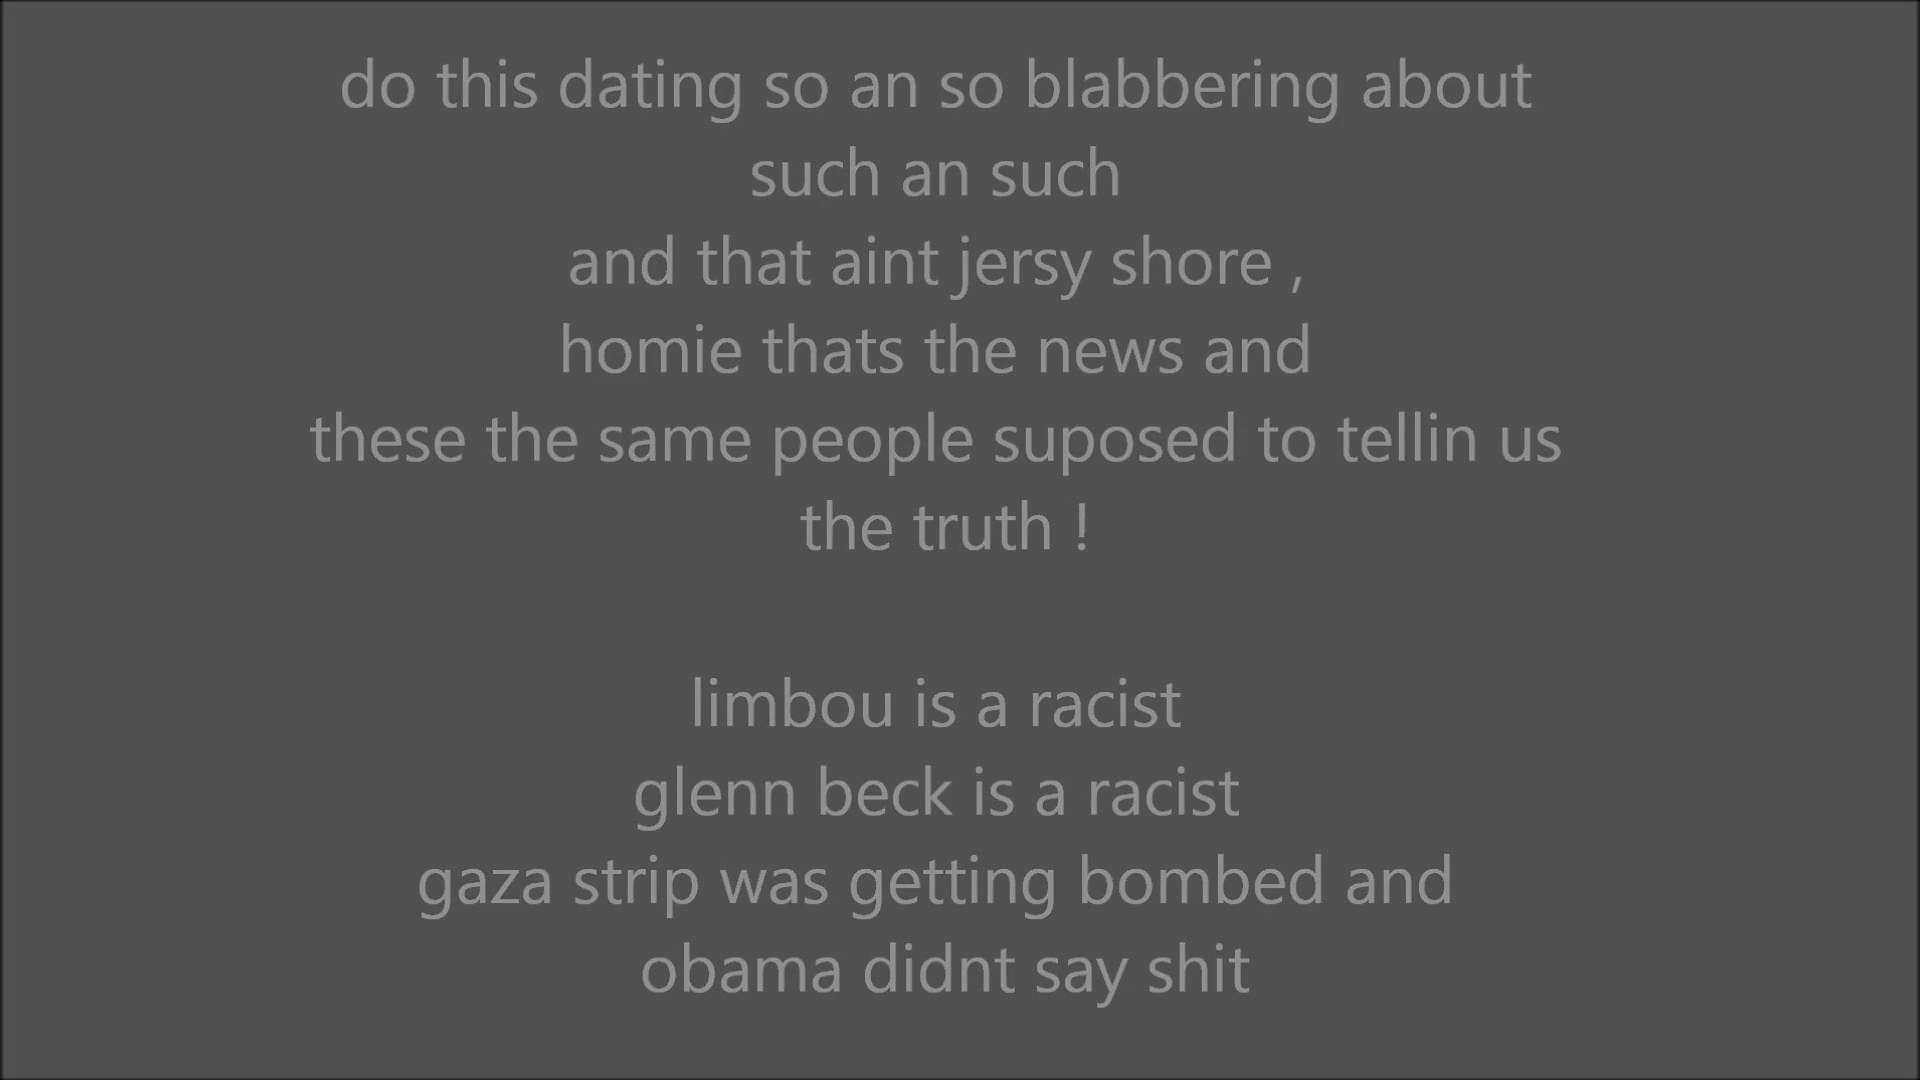 do this dating so an so blabbering about
such an such
and that aint jersy shore ,
homie thats the news and
these the same people suposed to tellin us
the truth !
limbou is a racist
glenn beck is a racist
gaza strip was getting bombed and
obama didnt say shit